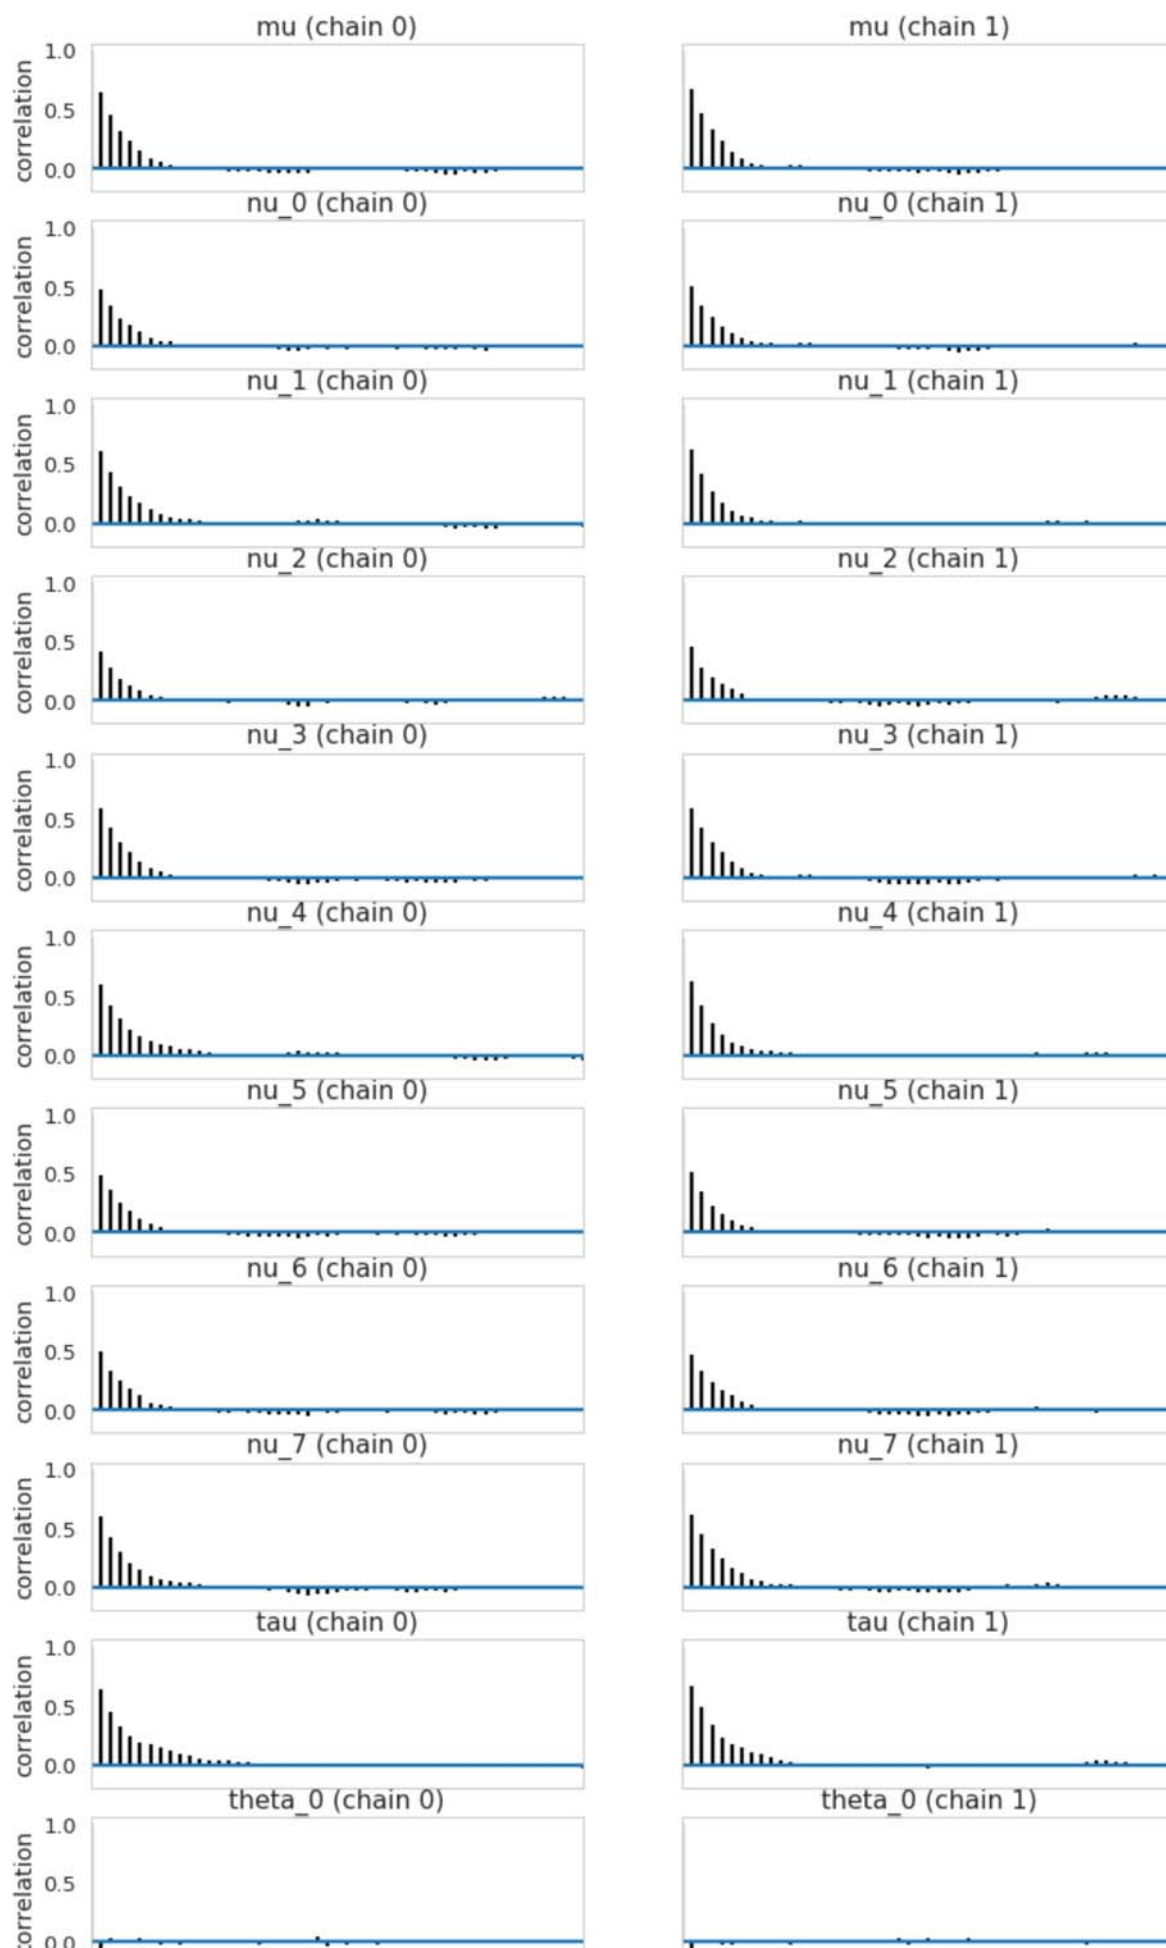 mu (chain 0)
mu (chain 1)
1.0
0.5
0.0
correlation
nu_0 (chain 0)
nu_0 (chain 1)
1.0
0.5
0.0
correlation
nu_1 (chain 0)
nu_1 (chain 1)
1.0
0.5
0.0
correlation
nu_2 (chain 0)
nu_2 (chain 1)
1.0
0.5
0.0
correlation
nu_3 (chain 0)
nu_3 (chain 1)
1.0
0.5
0.0
correlation
nu_4 (chain 0)
nu_4 (chain 1)
1.0
0.5
0.0
correlation
nu_5 (chain 0)
nu_5 (chain 1)
1.0
0.5
0.0
correlation
nu_6 (chain 0)
nu_6 (chain 1)
1.0
0.5
0.0
correlation
nu_7 (chain 0)
nu_7 (chain 1)
1.0
0.5
0.0
correlation
tau (chain 0)
tau (chain 1)
1.0
0.5
0.0
correlation
theta_0 (chain 0)
theta_0 (chain 1)
1.0
0.5
0.0
correlation